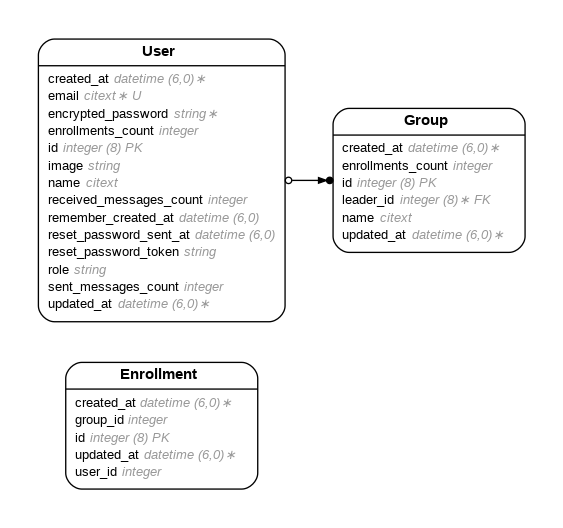 User
created_at datetime (6,0)∗
email citext∗ U
encrypted_password string∗
enrollments_count integer
id integer (8) PK
image string
name citext
received_messages_count integer
remember_created_at datetime (6,0)
reset_password_sent_at datetime (6,0)
reset_password_token string
role string
sent_messages_count integer
updated_at datetime (6,0)∗
Group
created_at datetime (6,0)∗
enrollments_count integer
id integer (8) PK
leader_id integer (8)∗ FK
name citext
updated_at datetime (6,0)∗
Enrollment
created_at datetime (6,0)∗
group_id integer
id integer (8) PK
updated_at datetime (6,0)∗
user_id integer